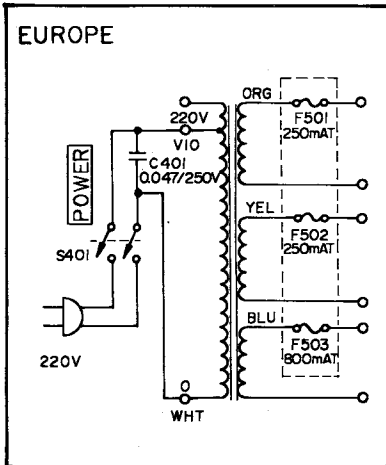 EUROPE
ORG
220V
F501
250mAT
VIO
C401
0.047/250V
POWER
YEL
F502
250mAT
S401
BLU
F503
800mAT
220V
0
WHT